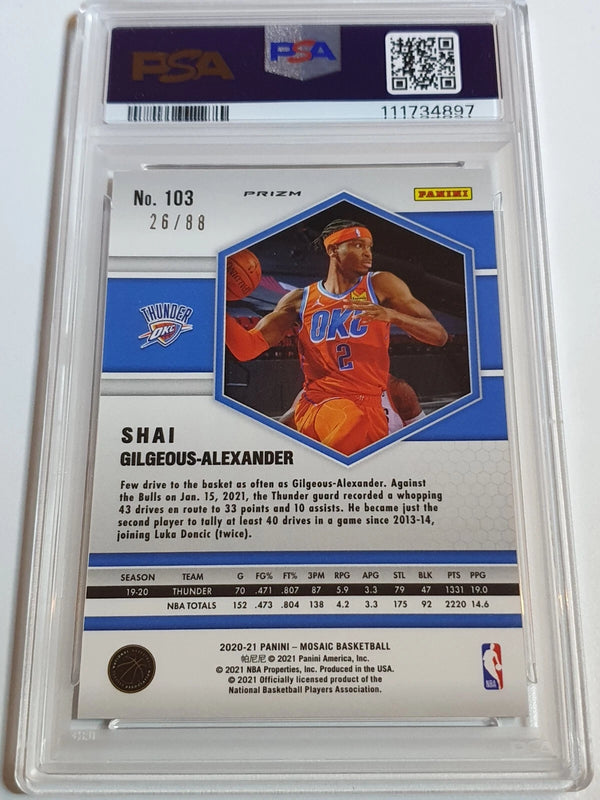 PSA
PSA
111734897
No. 103
PRIZM
PANINI
26/88
THUNDER
OKC
OKC
2
SHAI
GILGEOUS-ALEXANDER
Few drive to the basket as often as Gilgeous-Alexander. Against
the Bulls on Jan. 15, 2021, the Thunder guard recorded a whopping
43 drives en route to 33 points and 10 assists. He became just the
second player to tally at least 40 drives in a game since 2013-14,
joining Luka Doncic (twice).
SEASON TEAM G FG% FT% 3PM RPG APG STL BLK PTS PPG
19-20 THUNDER 70 .471 .807 87 5.9 3.3 79 47 1331 19.0
NBA TOTALS 152 .473 .804 138 4.2 3.3 175 92 2220 14.6
2020-21 PANINI – MOSAIC BASKETBALL
帕尼尼 © 2021 Panini America, Inc.
© 2021 NBA Properties, Inc. Produced in the USA.
© 2021 Officially licensed product of the
National Basketball Players Association.
NBA